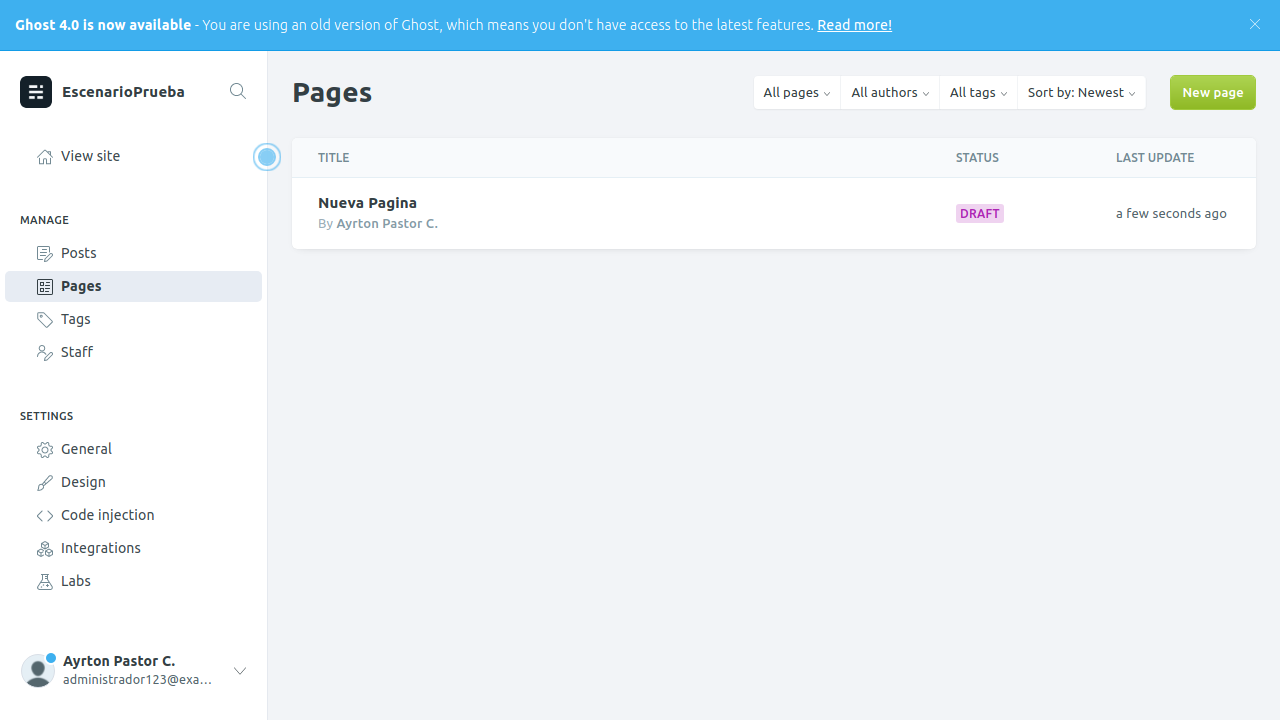 Ghost 4.0 is now available - You are using an old version of Ghost, which means you don't have access to the latest features. Read more!
EscenarioPrueba
View site
MANAGE
Posts
Pages
Tags
Staff
SETTINGS
General
Design
Code injection
Integrations
Labs
Ayrton Pastor C.
administrador123@exa...
Pages
All pages All authors All tags Sort by: Newest New page
TITLE STATUS LAST UPDATE
Nueva Pagina
By Ayrton Pastor C.
DRAFT
a few seconds ago